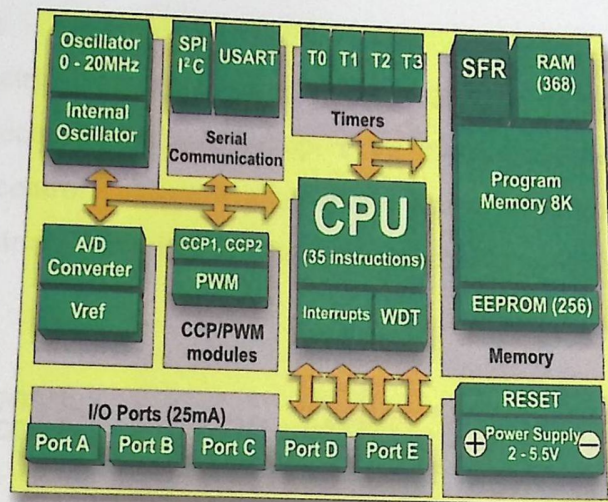 Oscillator
0 - 20MHz
Internal
Oscillator
SPI
I²C
USART
Serial
Communication
T0 T1 T2 T3
Timers
SFR
RAM
(368)
Program
Memory 8K
EEPROM (256)
Memory
A/D
Converter
Vref
CCP1, CCP2
PWM
CCP/PWM
modules
CPU
(35 instructions)
Interrupts
WDT
I/O Ports (25mA)
Port A Port B Port C Port D Port E
RESET
+ Power Supply −
2 - 5.5V